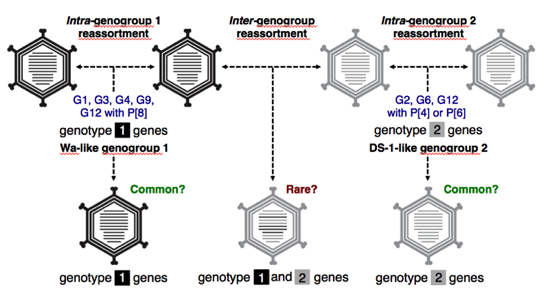 Intra-genogroup 1
reassortment
Inter-genogroup
reassortment
Intra-genogroup 2
reassortment
G1, G3, G4, G9,
G12 with P[8]
genotype 1 genes
Wa-like genogroup 1
G2, G6, G12
with P[4] or P[6]
genotype 2 genes
DS-1-like genogroup 2
Common?
Rare?
Common?
genotype 1 genes
genotype 1 and 2 genes
genotype 2 genes